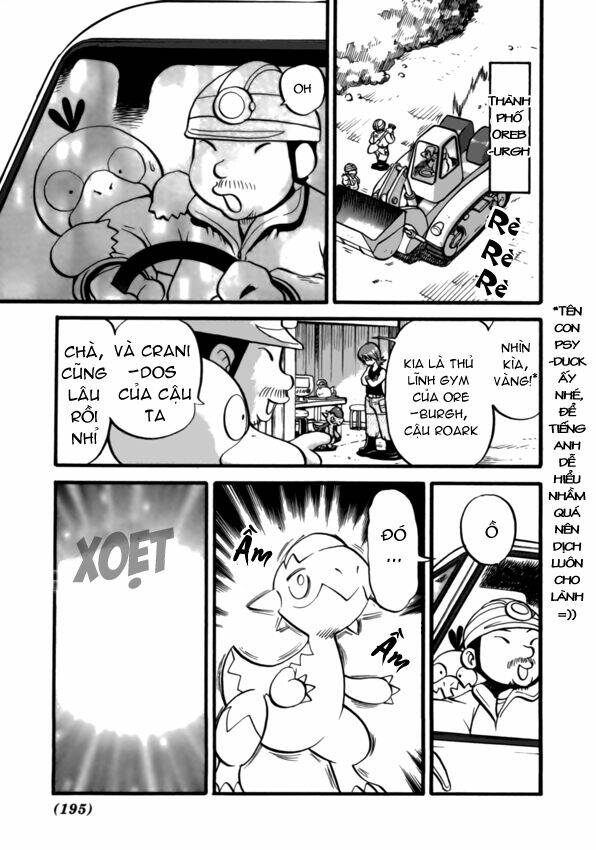 THÀNH
PHỐ
OREB
-URGH
RÈ
RÈ
RÈ
OH
NHÌN
KÌA,
VÀNG!*
KIA LÀ THỦ
LĨNH GYM
CỦA ORE
-BURGH,
CẬU ROARK
VÀ CRANI
-DOS
CỦA CẬU
TA
CHÀ,
CŨNG
LÂU
RỒI
NHỈ
*TÊN
CON
PSY
-DUCK
ẤY
NHÉ,
ĐỂ
TIẾNG
ANH
DỄ
HIỂU
NHẦM
QUÁ
NÊN
DỊCH
LUÔN
CHO
LÀNH
=))
Ồ
ĐÓ
...
ẦM
ẦM
XOẸT
(195)